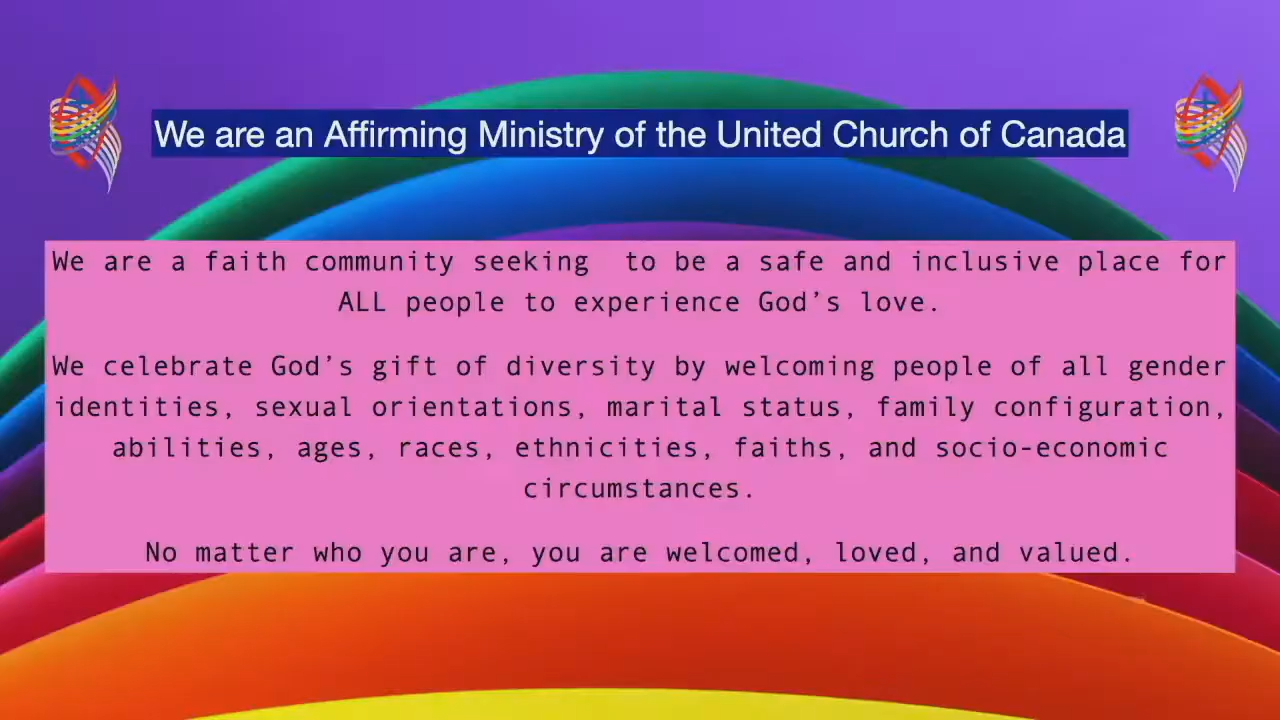 We are an Affirming Ministry of the United Church of Canada
We are a faith community seeking  to be a safe and inclusive place for
ALL people to experience God’s love.
We celebrate God’s gift of diversity by welcoming people of all gender
identities, sexual orientations, marital status, family configuration,
abilities, ages, races, ethnicities, faiths, and socio-economic
circumstances.
No matter who you are, you are welcomed, loved, and valued.